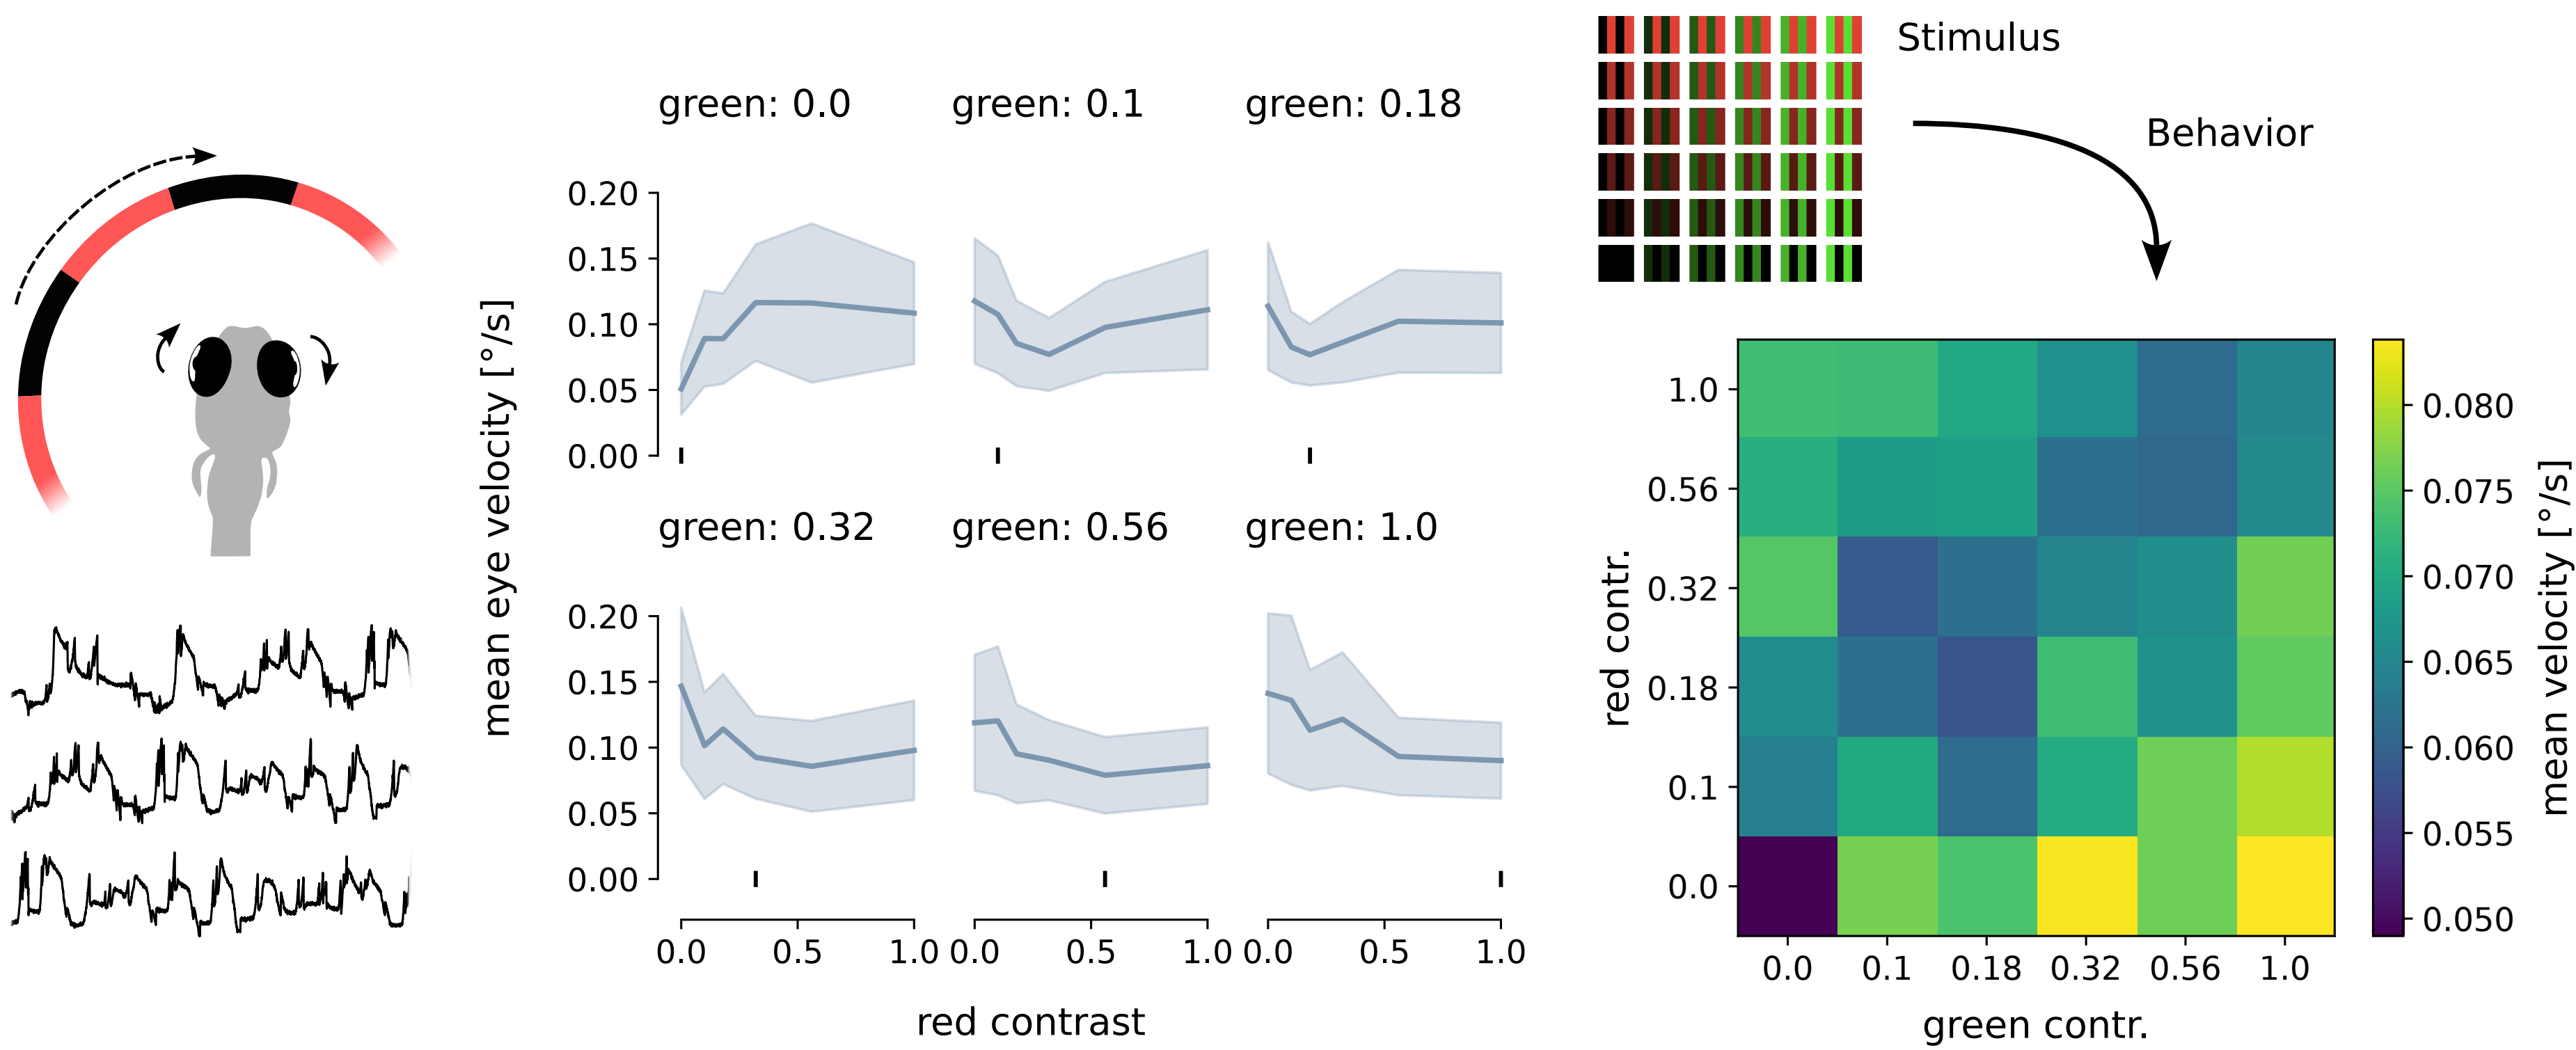 mean eye velocity [°/s]
green: 0.0
green: 0.1
green: 0.18
0.20
0.15
0.10
0.05
0.00
green: 0.32
green: 0.56
green: 1.0
0.20
0.15
0.10
0.05
0.00
0.0 0.5 1.0
0.0 0.5 1.0
0.0 0.5 1.0
red contrast
Stimulus
Behavior
red contr.
1.0
0.56
0.32
0.18
0.1
0.0
0.0 0.1 0.18 0.32 0.56 1.0
green contr.
0.080
0.075
0.070
0.065
0.060
0.055
0.050
mean velocity [°/s]